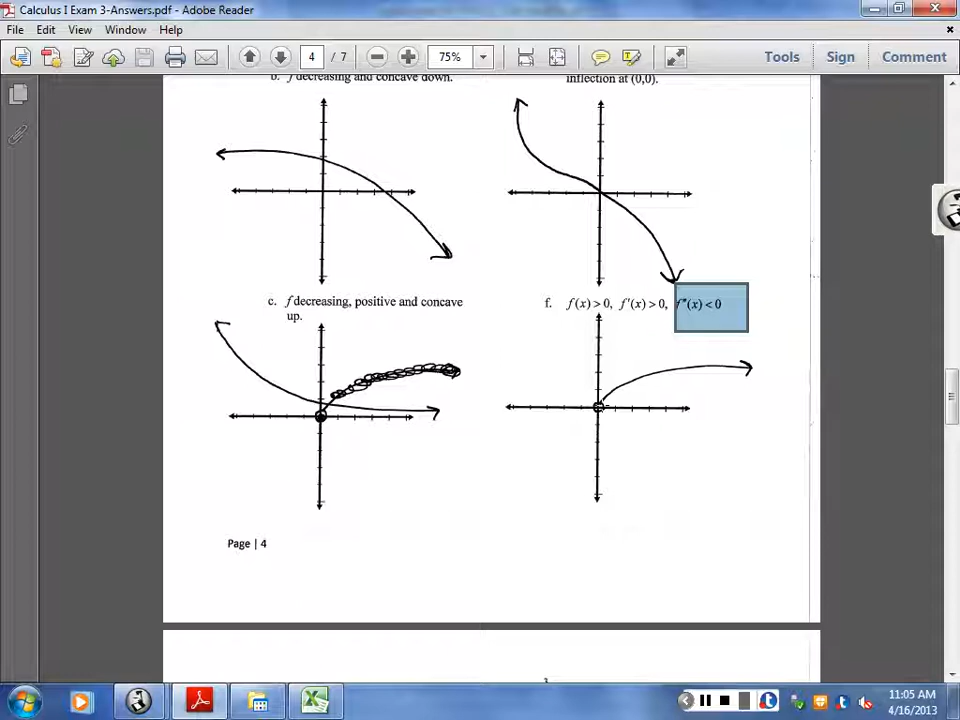 Calculus I Exam 3-Answers.pdf - Adobe Reader
File Edit View Window Help
4 / 7 75% Tools Sign Comment
b. f decreasing and concave down.
inflection at (0,0).
c. f decreasing, positive and concave
up.
f. f(x) > 0, f'(x) > 0, f''(x) < 0
Page | 4
11:05 AM
4/16/2013